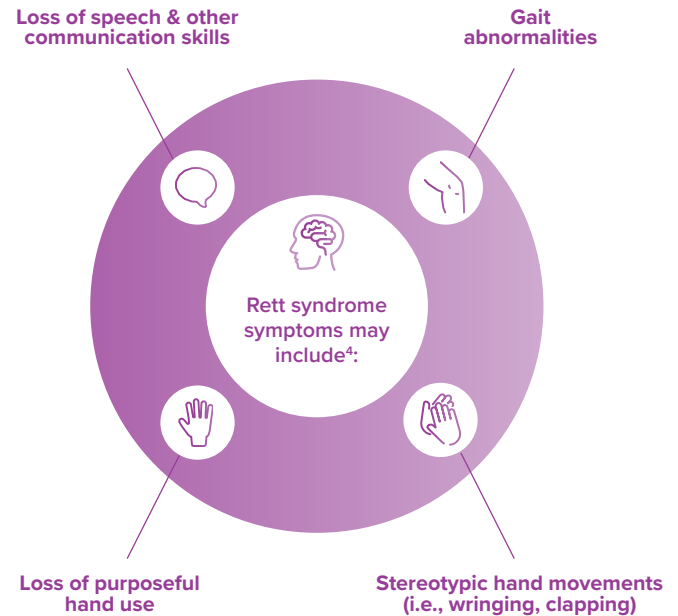 Loss of speech & other
communication skills
Gait
abnormalities
Rett syndrome
symptoms may
include⁴:
Loss of purposeful
hand use
Stereotypic hand movements
(i.e., wringing, clapping)